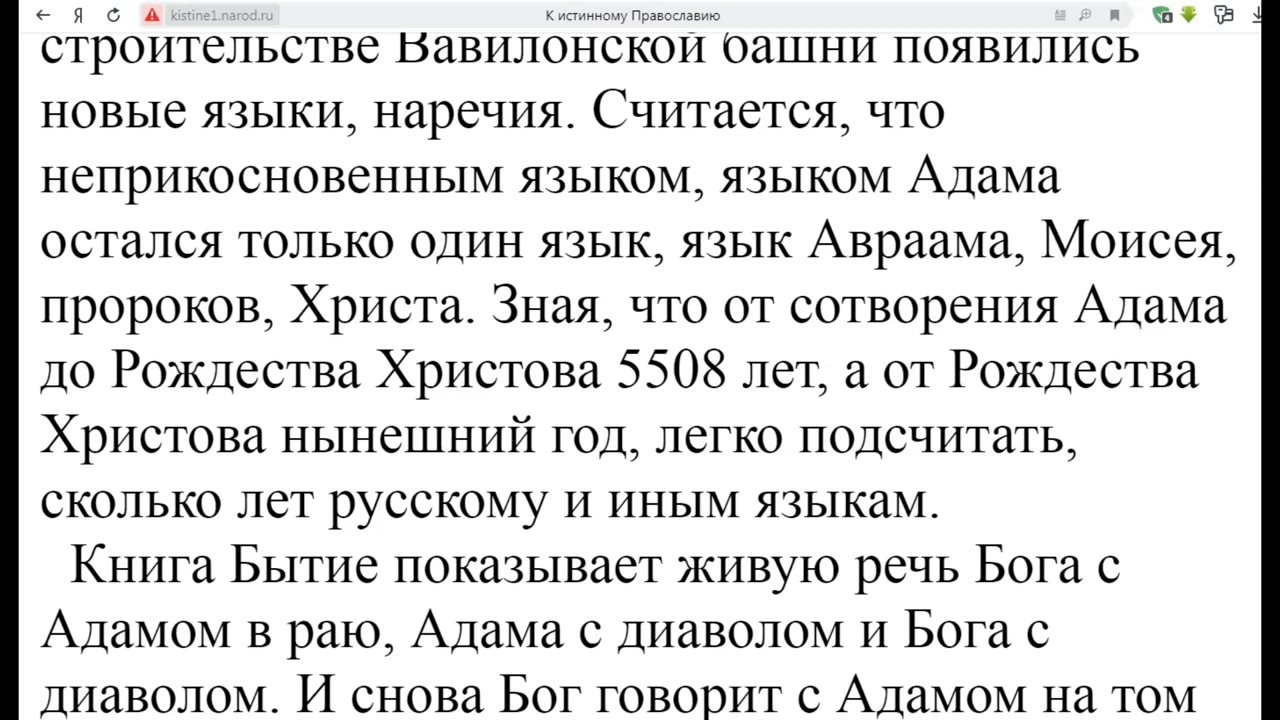 kistine1.narod.ru
К истинному Православию
строительстве Вавилонской башни появились
новые языки, наречия. Считается, что
неприкосновенным языком, языком Адама
остался только один язык, язык Авраама, Моисея,
пророков, Христа. Зная, что от сотворения Адама
до Рождества Христова 5508 лет, а от Рождества
Христова нынешний год, легко подсчитать,
сколько лет русскому и иным языкам.
Книга Бытие показывает живую речь Бога с
Адамом в раю, Адама с диаволом и Бога с
диаволом. И снова Бог говорит с Адамом на том